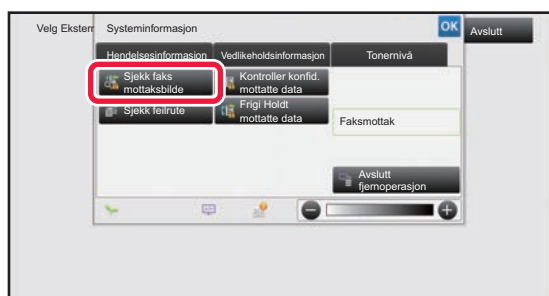 Velg Ekstern
Systeminformasjon
OK
Avslutt
Hendelsesinformasjon
Vedlikeholdsinformasjon
Tonernivå
Sjekk faks
mottaksbilde
Kontroller konfid.
mottatte data
Sjekk feilrute
Frigi Holdt
mottatte data
Faksmottak
Avslutt
fjernoperasjon